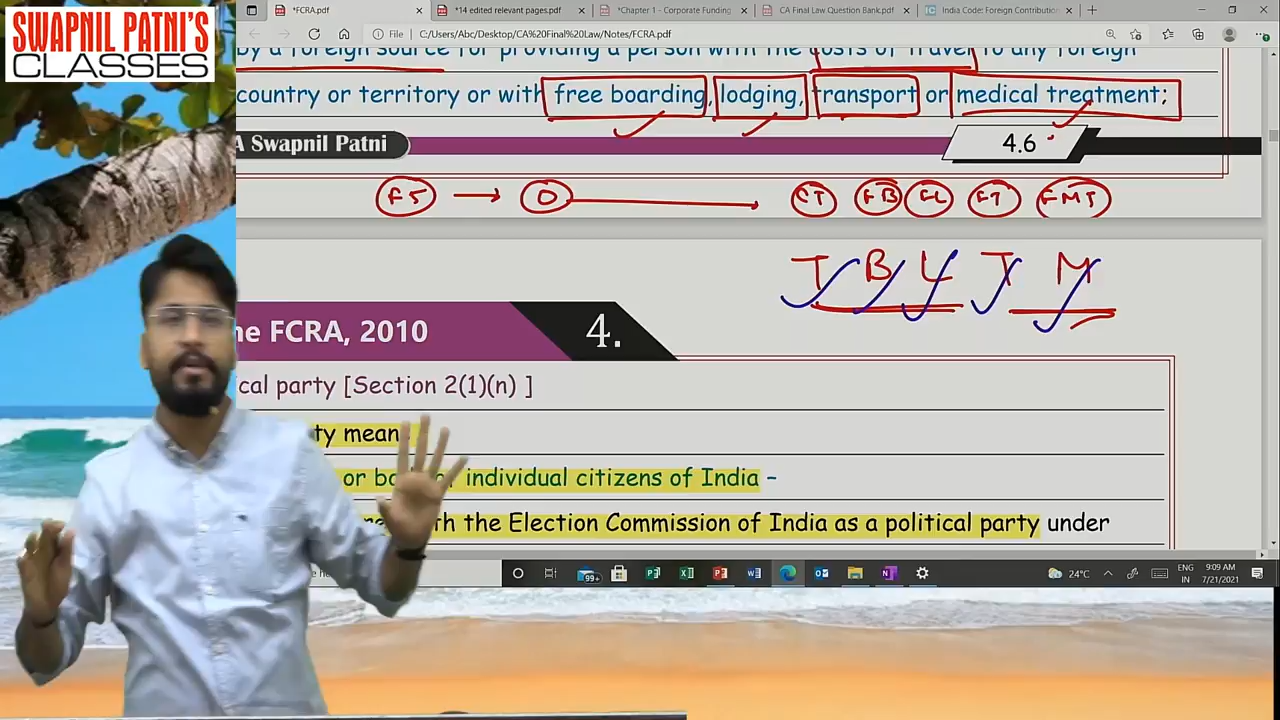 SWAPNIL PATNI'S
CLASSES
*FCRA.pdf
*14 edited relevant pages.pdf
*Chapter 1 - Corporate Funding
CA Final Law Question Bank.pdf
India Code: Foreign Contributio
File
C:/Users/Abc/Desktop/CA%20Final%20Law/Notes/FCRA.pdf
by a foreign source for providing a person with the costs of travel to any foreign
country or territory or with free boarding, lodging, transport or medical treatment;
A Swapnil Patni
4.6
FS → O CT FB FL FT FMT
T B L T M
he FCRA, 2010
4.
cal party [Section 2(1)(n) ]
ty means
or body of individual citizens of India –
th the Election Commission of India as a political party under
99+
24°C
ENG
IN
9:09 AM
7/21/2021